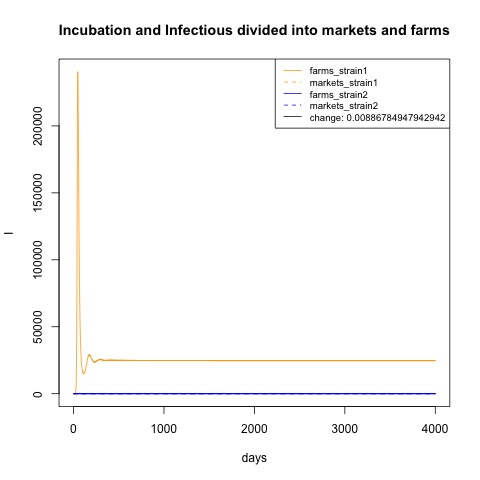 Incubation and Infectious divided into markets and farms
farms_strain1
markets_strain1
farms_strain2
markets_strain2
change: 0.00886784947942942
200000
150000
100000
50000
0
I
0 1000 2000 3000 4000
days